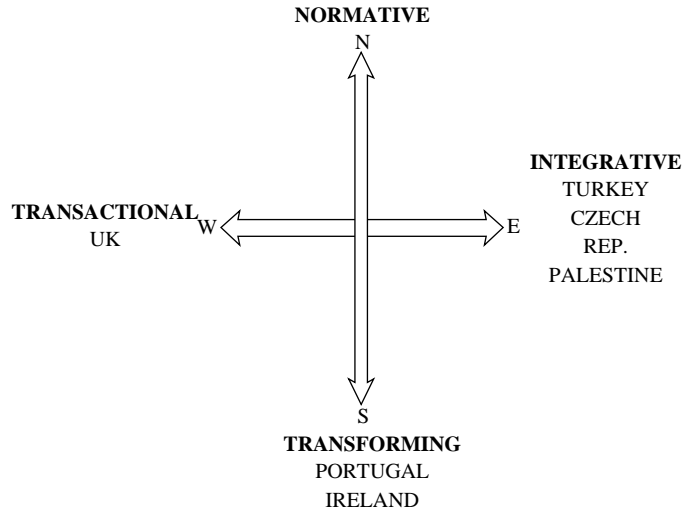 NORMATIVE
N
INTEGRATIVE
TURKEY
CZECH
REP.
PALESTINE
E
TRANSACTIONAL
UK
W
S
TRANSFORMING
PORTUGAL
IRELAND